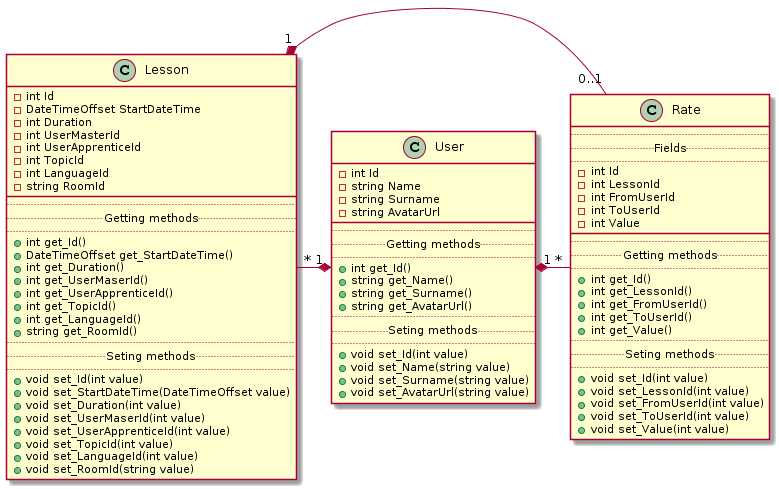 1
0..1
C Lesson
int Id
DateTimeOffset StartDateTime
int Duration
int UserMasterId
int UserApprenticeId
int TopicId
int LanguageId
string RoomId
Getting methods
int get_Id()
DateTimeOffset get_StartDateTime()
int get_Duration()
int get_UserMaserId()
int get_UserApprenticeId()
int get_TopicId()
int get_LanguageId()
string get_RoomId()
Seting methods
void set_Id(int value)
void set_StartDateTime(DateTimeOffset value)
void set_Duration(int value)
void set_UserMaserId(int value)
void set_UserApprenticeId(int value)
void set_TopicId(int value)
void set_LanguageId(int value)
void set_RoomId(string value)
* 1
C User
int Id
string Name
string Surname
string AvatarUrl
Getting methods
int get_Id()
string get_Name()
string get_Surname()
string get_AvatarUrl()
Seting methods
void set_Id(int value)
void set_Name(string value)
void set_Surname(string value)
void set_AvatarUrl(string value)
1 *
C Rate
Fields
int Id
int LessonId
int FromUserId
int ToUserId
int Value
Getting methods
int get_Id()
int get_LessonId()
int get_FromUserId()
int get_ToUserId()
int get_Value()
Seting methods
void set_Id(int value)
void set_LessonId(int value)
void set_FromUserId(int value)
void set_ToUserId(int value)
void set_Value(int value)